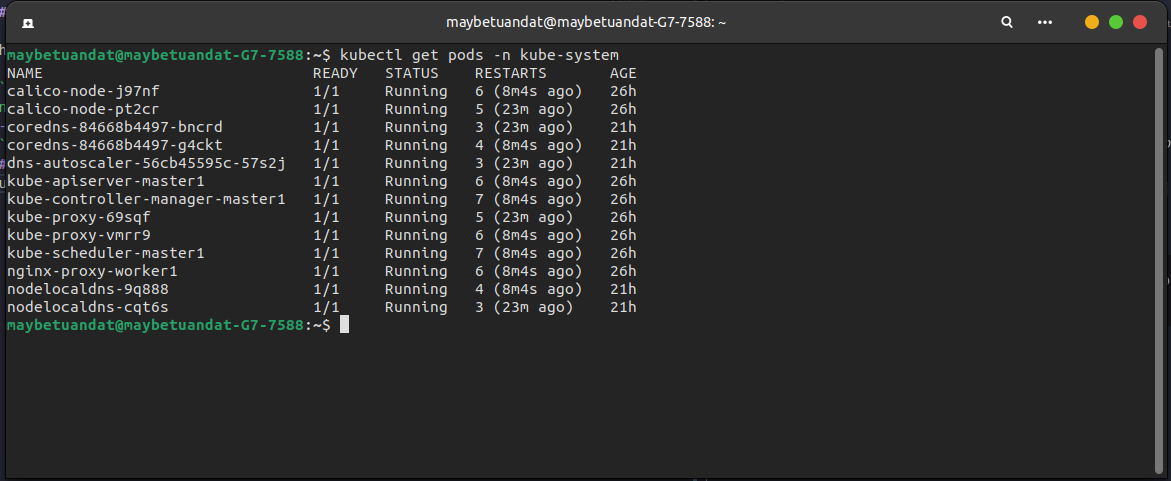 maybetuandat@maybetuandat-G7-7588: ~
maybetuandat@maybetuandat-G7-7588:~$ kubectl get pods -n kube-system
NAME READY STATUS RESTARTS AGE
calico-node-j97nf 1/1 Running 6 (8m4s ago) 26h
calico-node-pt2cr 1/1 Running 5 (23m ago) 26h
coredns-84668b4497-bncrd 1/1 Running 3 (23m ago) 21h
coredns-84668b4497-g4ckt 1/1 Running 4 (8m4s ago) 21h
dns-autoscaler-56cb45595c-57s2j 1/1 Running 3 (23m ago) 21h
kube-apiserver-master1 1/1 Running 6 (8m4s ago) 26h
kube-controller-manager-master1 1/1 Running 7 (8m4s ago) 26h
kube-proxy-69sqf 1/1 Running 5 (23m ago) 26h
kube-proxy-vmrr9 1/1 Running 6 (8m4s ago) 26h
kube-scheduler-master1 1/1 Running 7 (8m4s ago) 26h
nginx-proxy-worker1 1/1 Running 6 (8m4s ago) 26h
nodelocaldns-9q888 1/1 Running 4 (8m4s ago) 21h
nodelocaldns-cqt6s 1/1 Running 3 (23m ago) 21h
maybetuandat@maybetuandat-G7-7588:~$